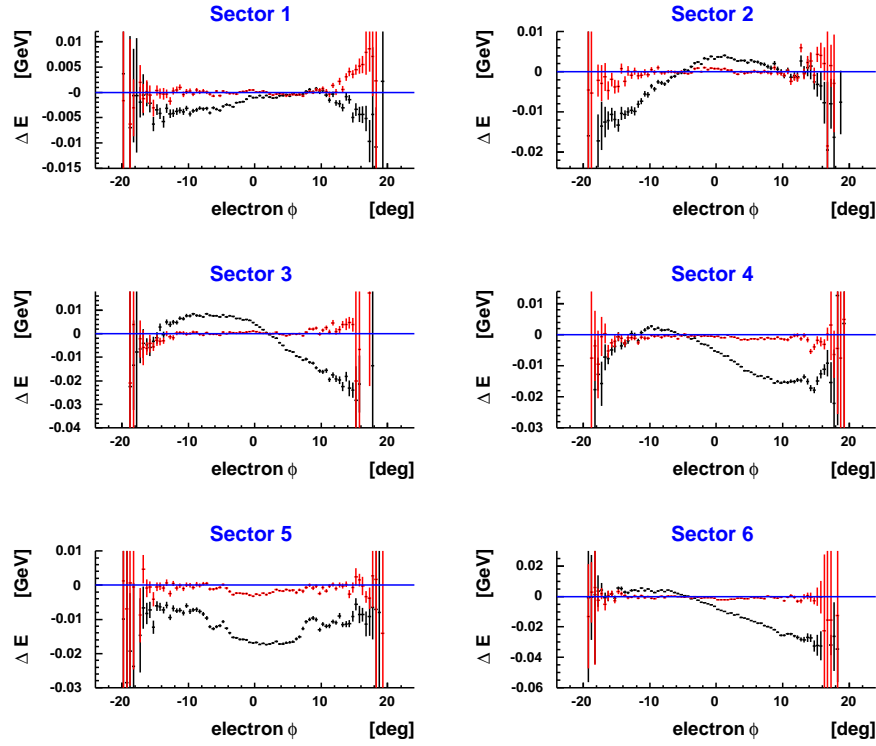 Sector 1
Δ E [GeV]
0.01
0.005
-0
-0.005
-0.01
-0.015
-20 -10 0 10 20
electron ϕ [deg]
Sector 2
Δ E [GeV]
0.01
0
-0.01
-0.02
-20 -10 0 10 20
electron ϕ [deg]
Sector 3
Δ E [GeV]
0.01
0
-0.01
-0.02
-0.03
-0.04
-20 -10 0 10 20
electron ϕ [deg]
Sector 4
Δ E [GeV]
0.01
0
-0.01
-0.02
-0.03
-20 -10 0 10 20
electron ϕ [deg]
Sector 5
Δ E [GeV]
0.01
0
-0.01
-0.02
-0.03
-20 -10 0 10 20
electron ϕ [deg]
Sector 6
Δ E [GeV]
0.02
0
-0.02
-0.04
-0.06
-20 -10 0 10 20
electron ϕ [deg]